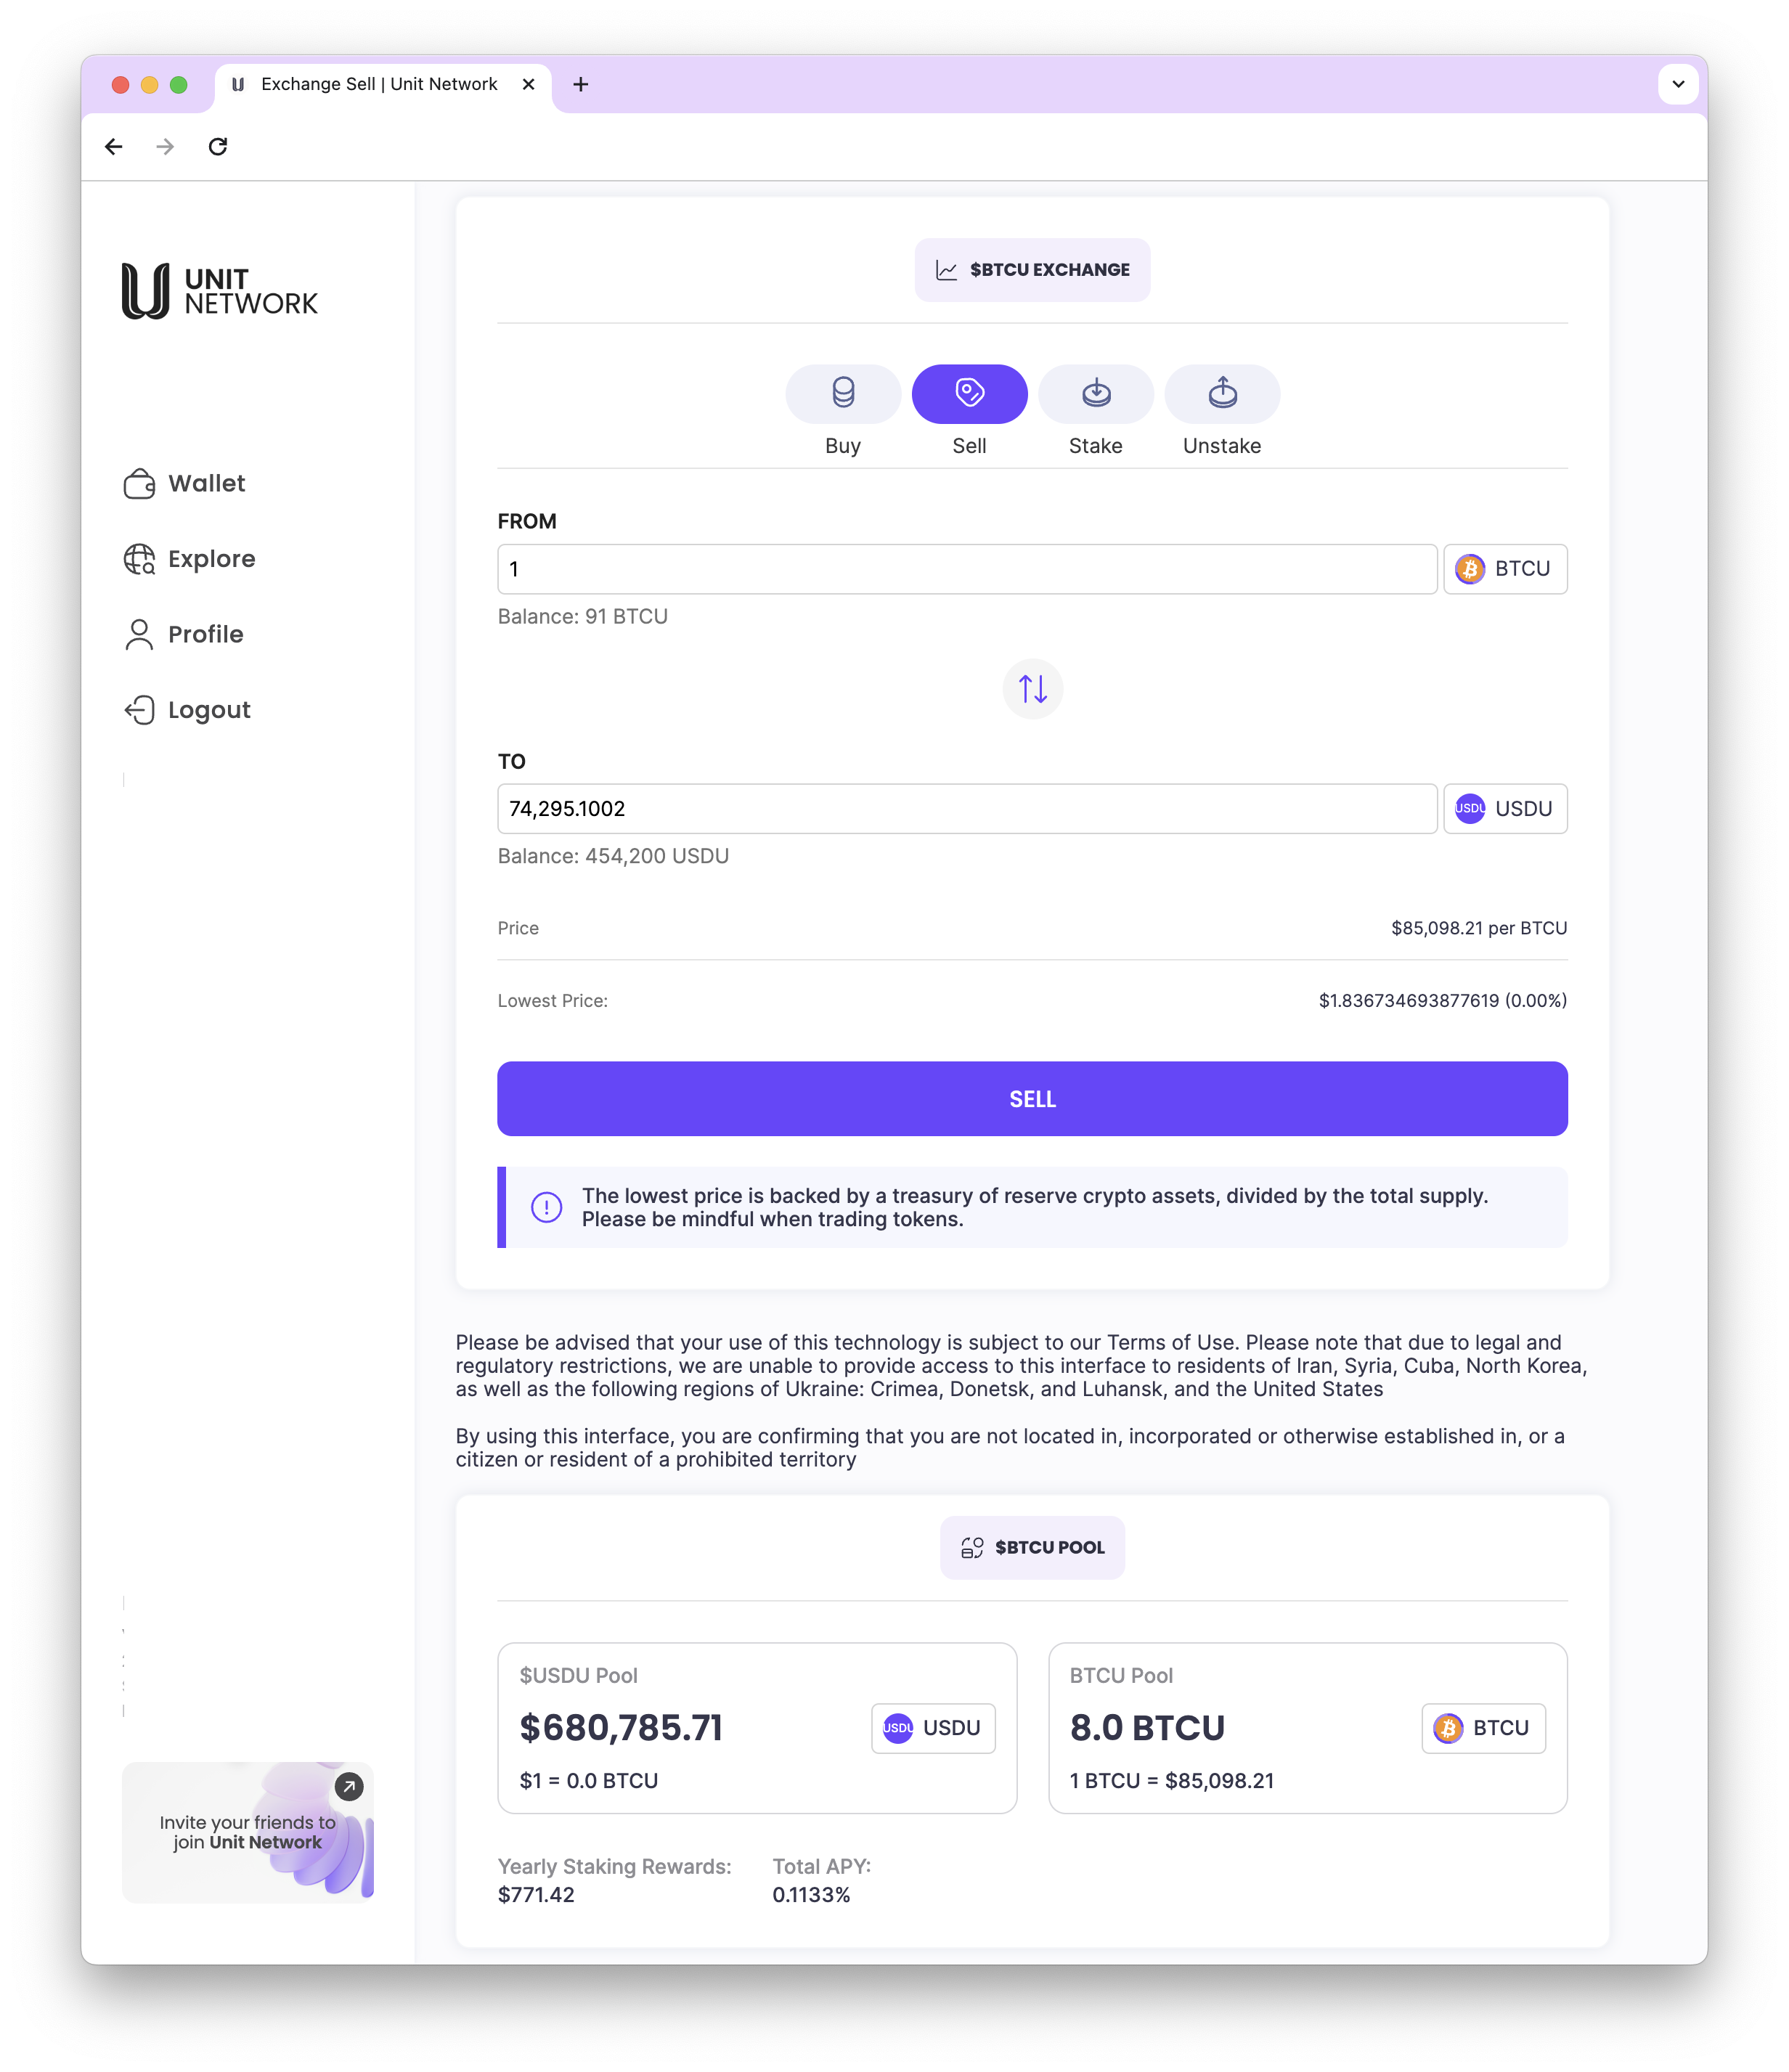 Exchange Sell | Unit Network
UNIT
NETWORK
Wallet
Explore
Profile
Logout
Invite your friends to
join Unit Network
$BTCU EXCHANGE
Buy
Sell
Stake
Unstake
FROM
1
BTCU
Balance: 91 BTCU
TO
74,295.1002
USDU
USDU
Balance: 454,200 USDU
Price
$85,098.21 per BTCU
Lowest Price:
$1.836734693877619 (0.00%)
SELL
The lowest price is backed by a treasury of reserve crypto assets, divided by the total supply.
Please be mindful when trading tokens.
Please be advised that your use of this technology is subject to our Terms of Use. Please note that due to legal and
regulatory restrictions, we are unable to provide access to this interface to residents of Iran, Syria, Cuba, North Korea,
as well as the following regions of Ukraine: Crimea, Donetsk, and Luhansk, and the United States
By using this interface, you are confirming that you are not located in, incorporated or otherwise established in, or a
citizen or resident of a prohibited territory
$BTCU POOL
$USDU Pool
$680,785.71
USDU
USDU
$1 = 0.0 BTCU
BTCU Pool
8.0 BTCU
BTCU
1 BTCU = $85,098.21
Yearly Staking Rewards:
$771.42
Total APY:
0.1133%